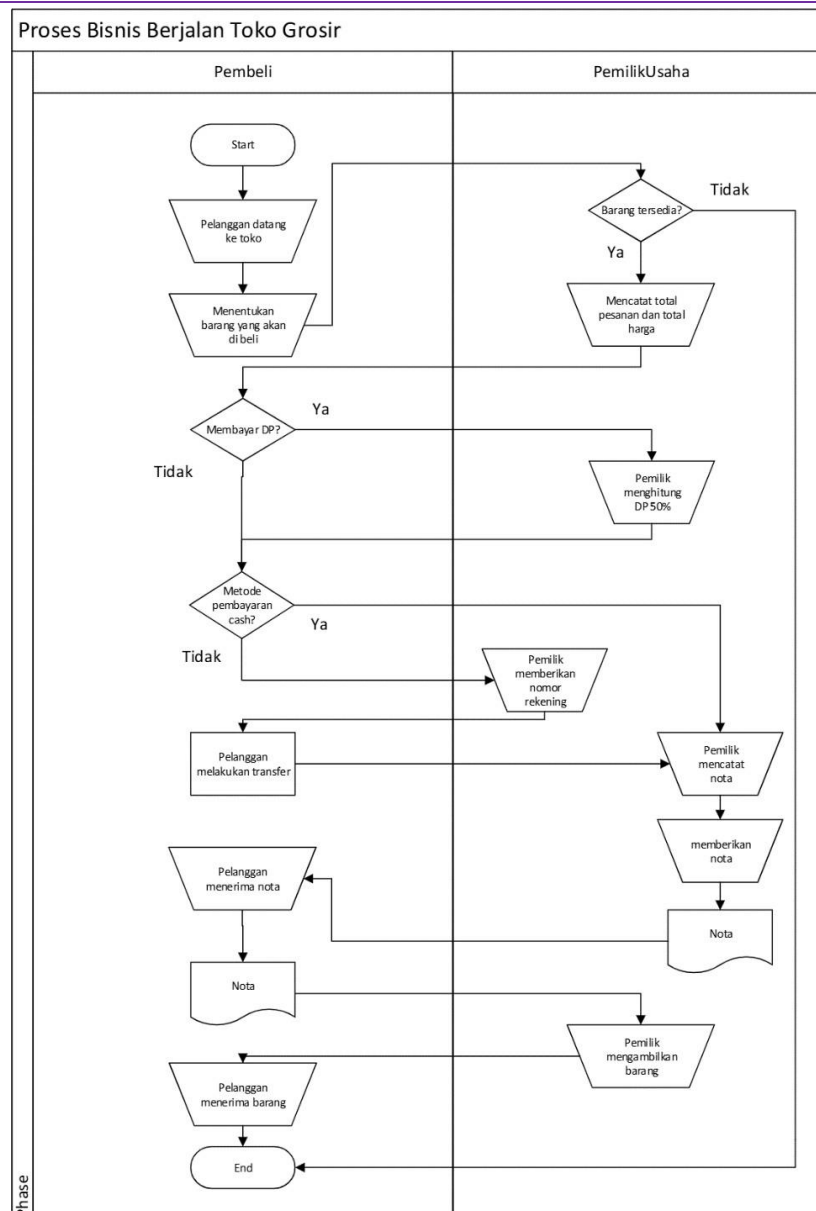 Proses Bisnis Berjalan Toko Grosir
Pembeli
PemilikUsaha
Start
Pelanggan datang
ke toko
Menentukan
barang yang akan
di beli
Barang tersedia?
Tidak
Ya
Mencatat total
pesanan dan total
harga
Membayar DP?
Ya
Tidak
Pemilik
menghitung
DP 50%
Metode
pembayaran
cash?
Ya
Tidak
Pemilik
memberikan
nomor
rekening
Pelanggan
melakukan transfer
Pemilik
mencatat
nota
memberikan
nota
Nota
Pelanggan
menerima nota
Nota
Pemilik
mengambilkan
barang
Pelanggan
menerima barang
End
Phase